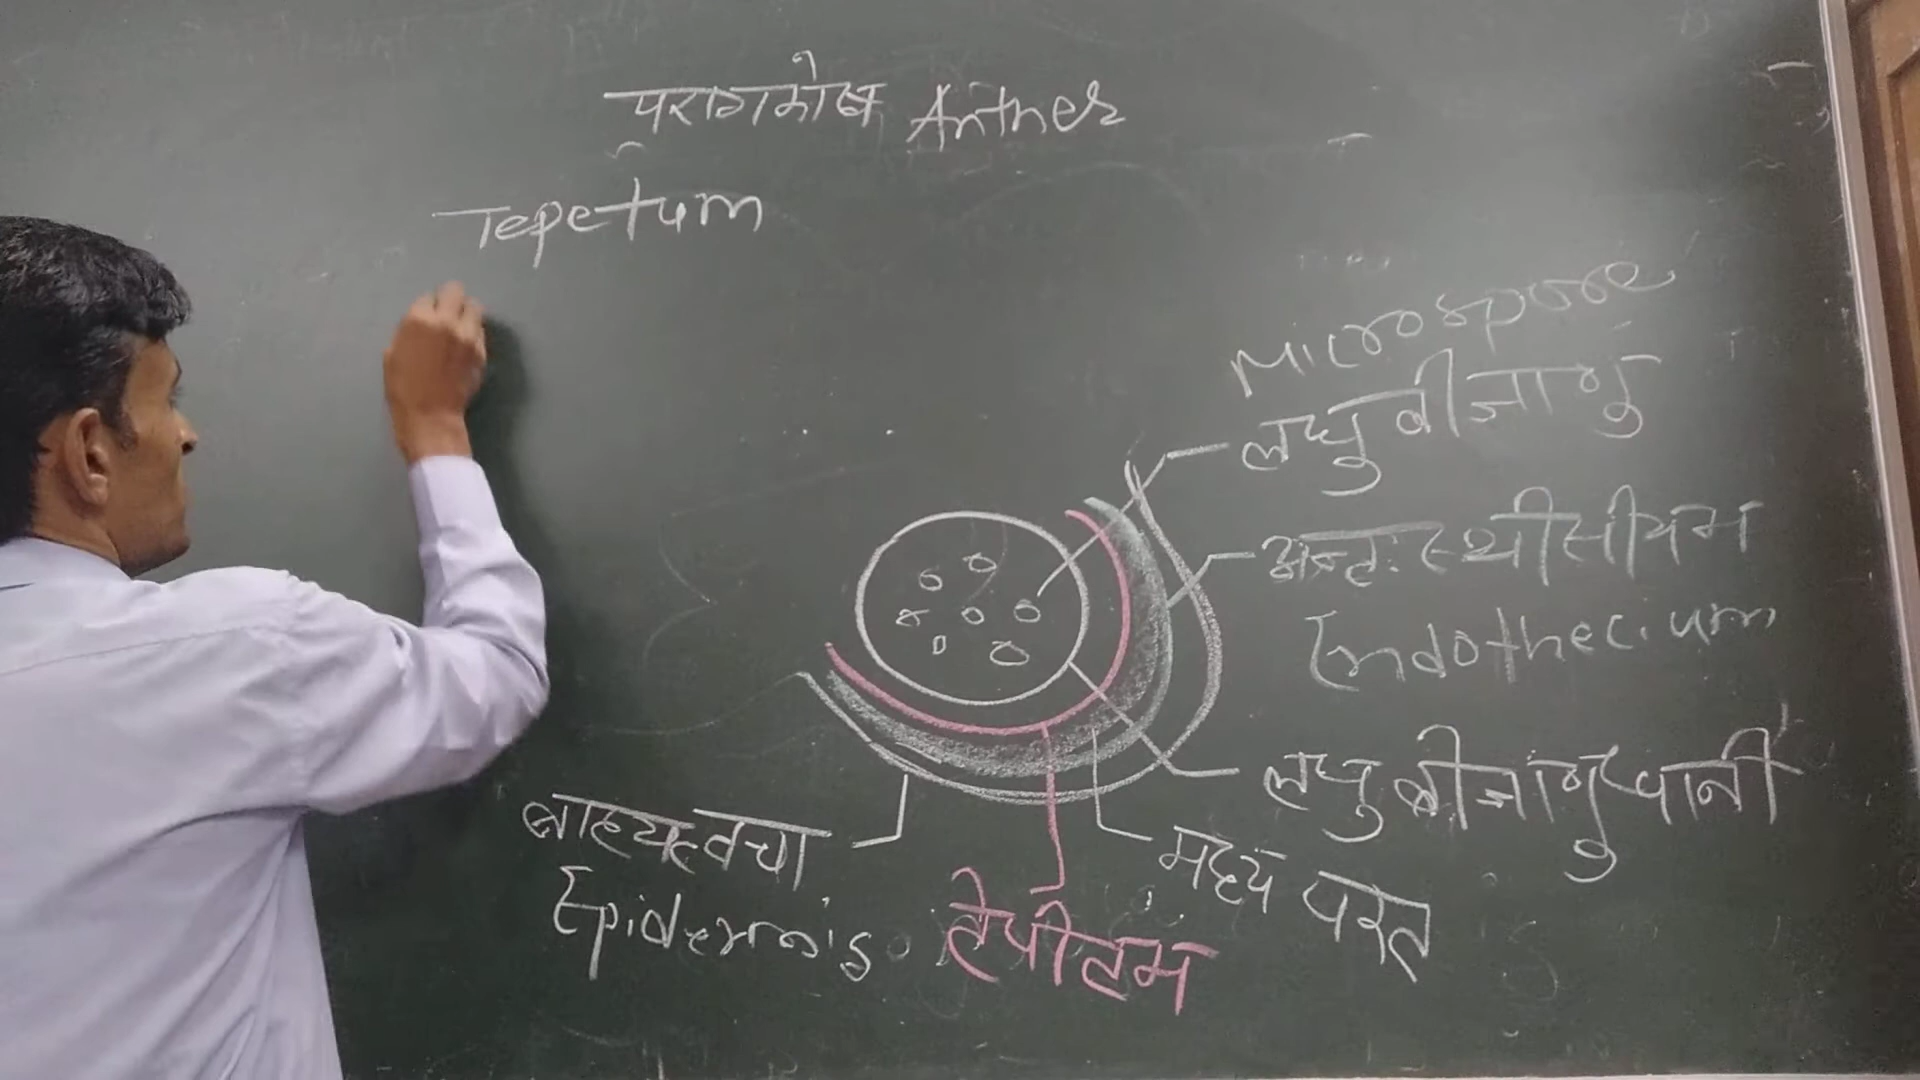 परागकोष Anther
Tepetum
Microspore
लघुबीजाणु
अन्तःस्थीसीयम
Endothecium
लघुबीजाणुधानी
मध्य परत
बाह्यत्वचा
Epidermis
टेपीटम